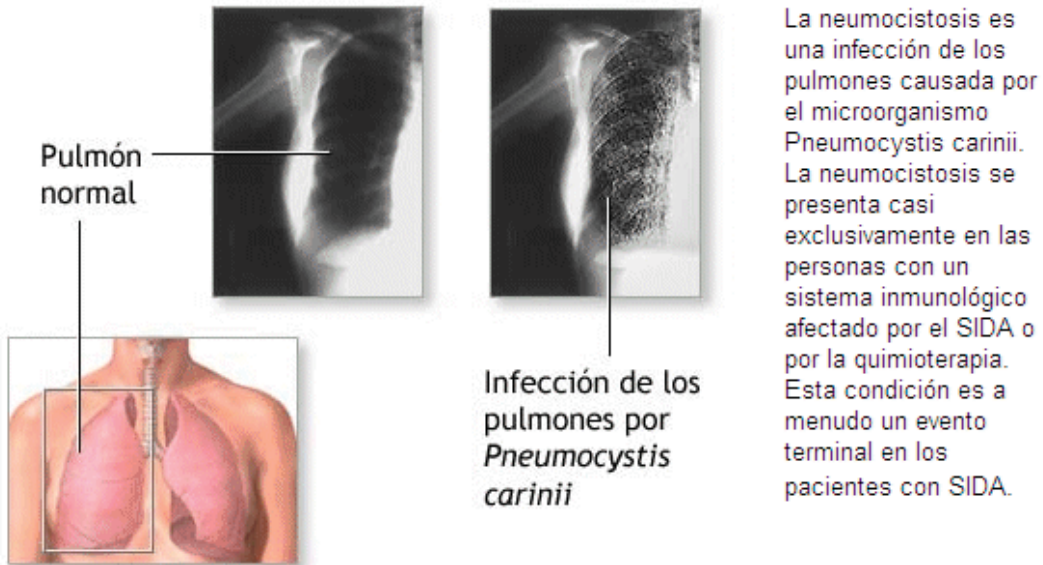 Pulmón
normal
Infección de los
pulmones por
Pneumocystis
carinii
La neumocistosis es
una infección de los
pulmones causada por
el microorganismo
Pneumocystis carinii.
La neumocistosis se
presenta casi
exclusivamente en las
personas con un
sistema inmunológico
afectado por el SIDA o
por la quimioterapia.
Esta condición es a
menudo un evento
terminal en los
pacientes con SIDA.